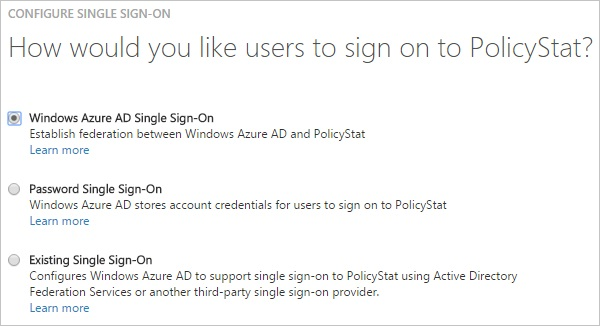 CONFIGURE SINGLE SIGN-ON
How would you like users to sign on to PolicyStat?
Windows Azure AD Single Sign-On
Establish federation between Windows Azure AD and PolicyStat
Learn more
Password Single Sign-On
Windows Azure AD stores account credentials for users to sign on to PolicyStat
Learn more
Existing Single Sign-On
Configures Windows Azure AD to support single sign-on to PolicyStat using Active Directory
Federation Services or another third-party single sign-on provider.
Learn more